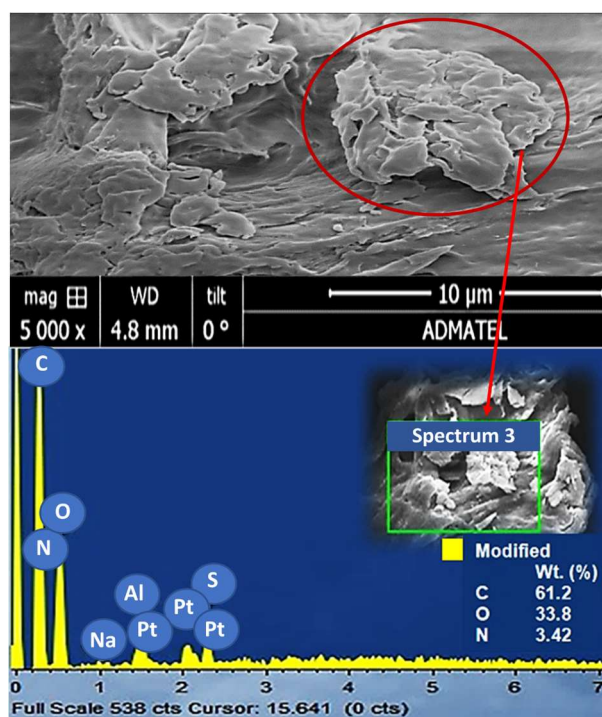 mag WD tilt 10 µm
5 000 x 4.8 mm 0 ° ADMATEL
C
Spectrum 3
O
N
Modified
Wt. (%)
C 61.2
O 33.8
N 3.42
Al Pt S
Na Pt Pt
0 1 2 3 4 5 6 7
Full Scale 538 cts Cursor: 15.641 (0 cts)